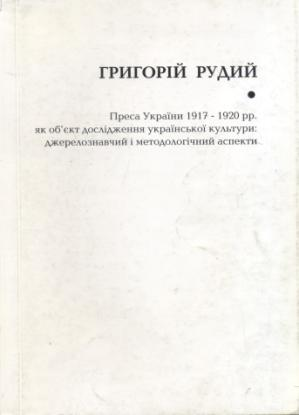 ГРИГОРІЙ РУДИЙ
•
Преса України 1917 - 1920 рр.
як об'єкт дослідження української культури:
джерелознавчий і методологічний аспекти